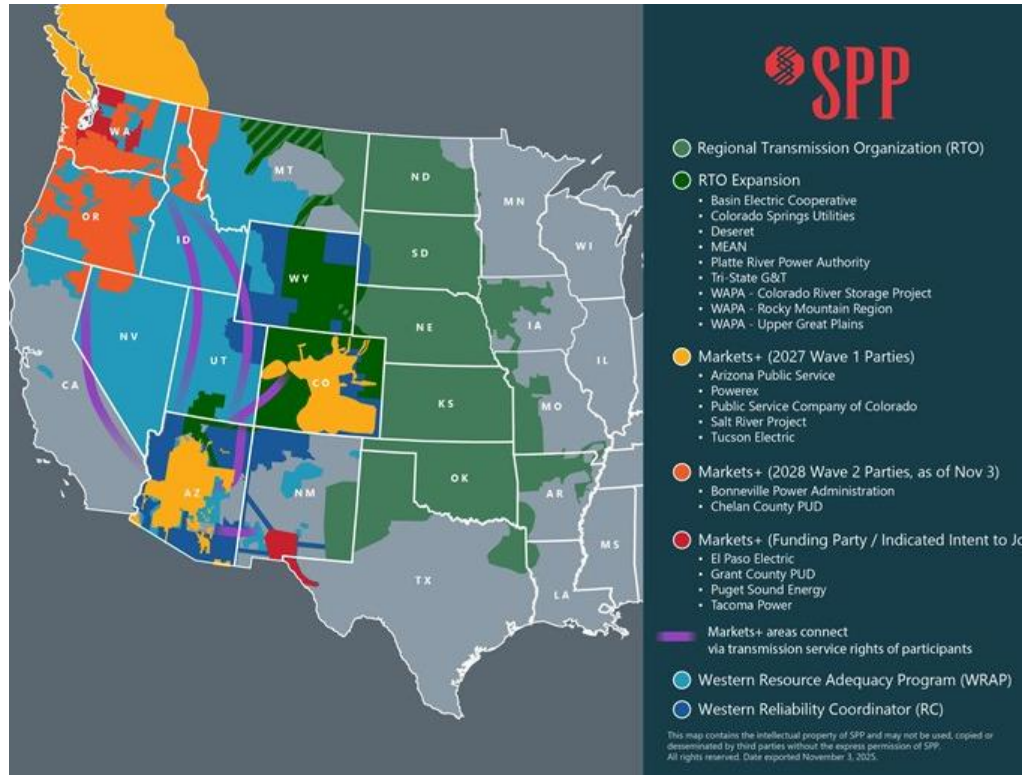 SPP
Regional Transmission Organization (RTO)
RTO Expansion
• Basin Electric Cooperative
• Colorado Springs Utilities
• Deseret
• MEAN
• Platte River Power Authority
• Tri-State G&T
• WAPA - Colorado River Storage Project
• WAPA - Rocky Mountain Region
• WAPA - Upper Great Plains
Markets+ (2027 Wave 1 Parties)
• Arizona Public Service
• Powerex
• Public Service Company of Colorado
• Salt River Project
• Tucson Electric
Markets+ (2028 Wave 2 Parties, as of Nov 3)
• Bonneville Power Administration
• Chelan County PUD
Markets+ (Funding Party / Indicated Intent to Jo
• El Paso Electric
• Grant County PUD
• Puget Sound Energy
• Tacoma Power
Markets+ areas connect
via transmission service rights of participants
Western Resource Adequacy Program (WRAP)
Western Reliability Coordinator (RC)
This map contains the intellectual property of SPP and may not be used, copied or
desseminated by third parties without the express permission of SPP.
All rights reserved. Date exported November 3, 2025.
WA
MT
ND
MN
OR
ID
SD
WI
WY
NV
UT
NE
IA
IL
CA
CO
KS
MO
AZ
NM
OK
AR
TX
MS
LA